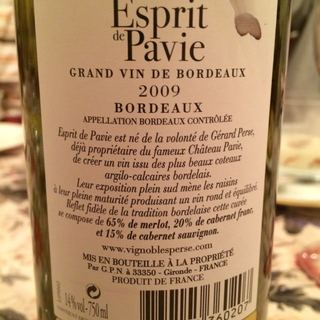 Esprit
de
Pavie
GRAND VIN DE BORDEAUX
2009
BORDEAUX
APPELLATION BORDEAUX CONTRÔLÉE
Esprit de Pavie est né de la volonté de Gérard Perse,
déjà propriétaire du fameux Château Pavie,
de créer un vin issu des plus beaux coteaux
argilo-calcaires bordelais.
Leur exposition plein sud mène les raisins
à leur pleine maturité produisant un vin rond et équilibré.
Reflet fidèle de la tradition bordelaise cette cuvée
se compose de 65% de merlot, 20% de cabernet franc,
et 15% de cabernet sauvignon.
www.vignoblesperse.com
MIS EN BOUTEILLE À LA PROPRIÉTÉ
Par G.P.N à 33350 - Gironde - FRANCE
PRODUIT DE FRANCE
14%vol-750ml
360207